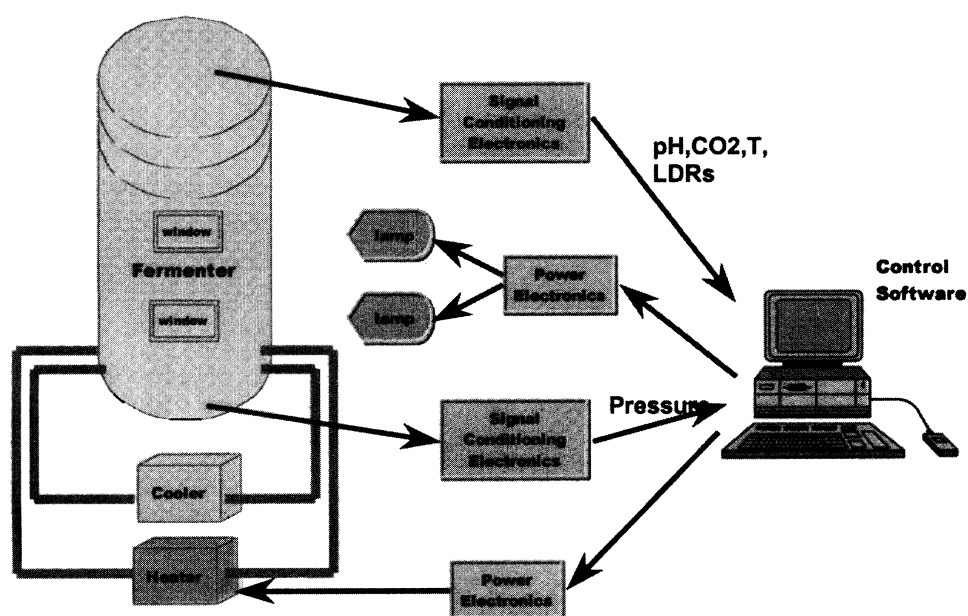 Signal
Conditioning
Electronics
pH,CO2,T,
LDRs
window
Fermenter
window
lamp
lamp
Power
Electronics
Control
Software
Pressure
Signal
Conditioning
Electronics
Cooler
Heater
Power
Electronics